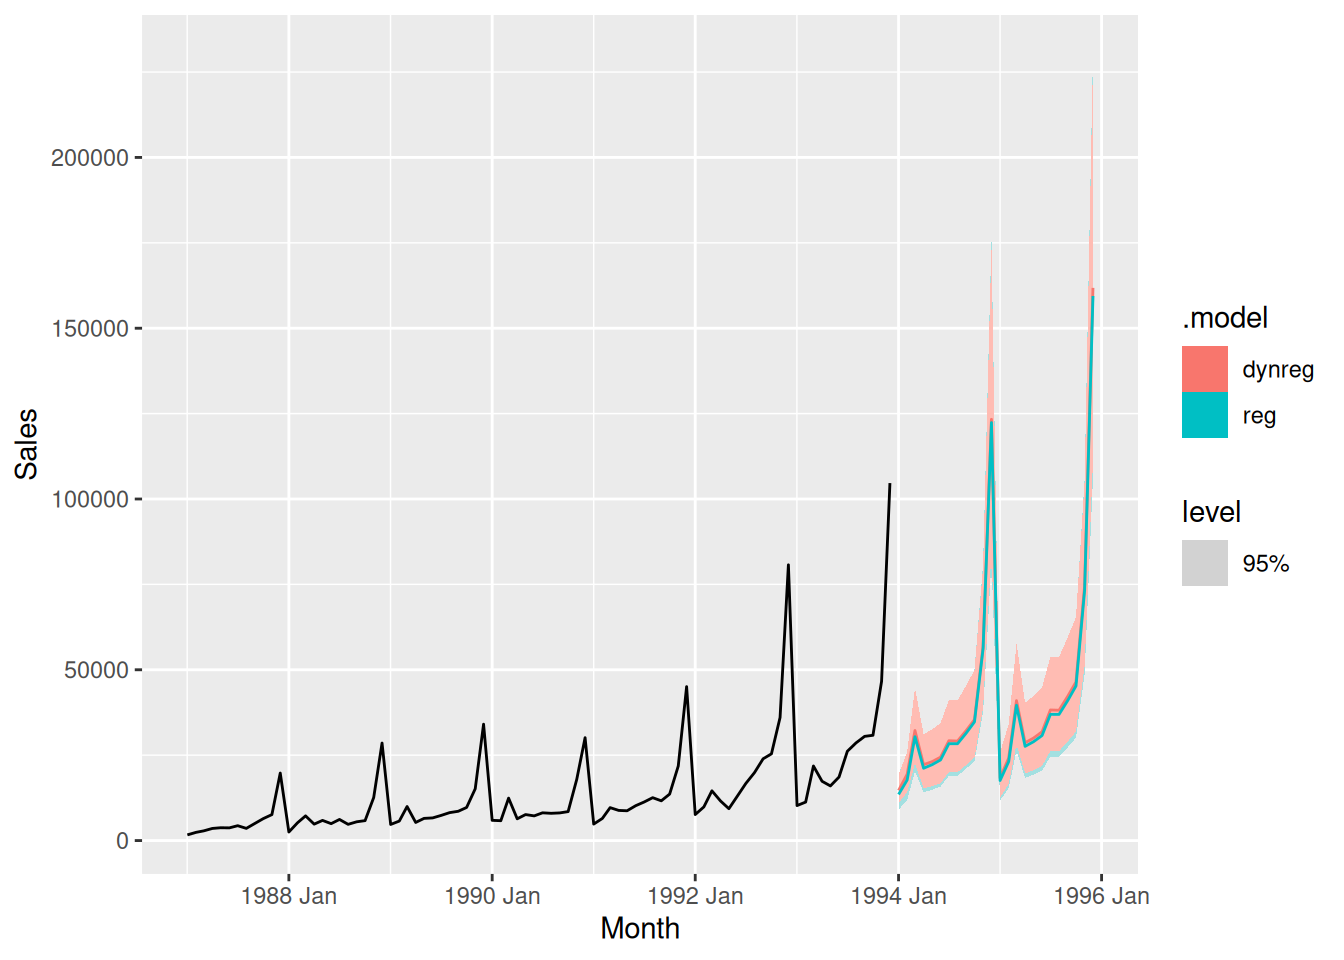 200000
150000
100000
50000
0
Sales
1988 Jan
1990 Jan
1992 Jan
1994 Jan
1996 Jan
Month
.model
dynreg
reg
level
95%